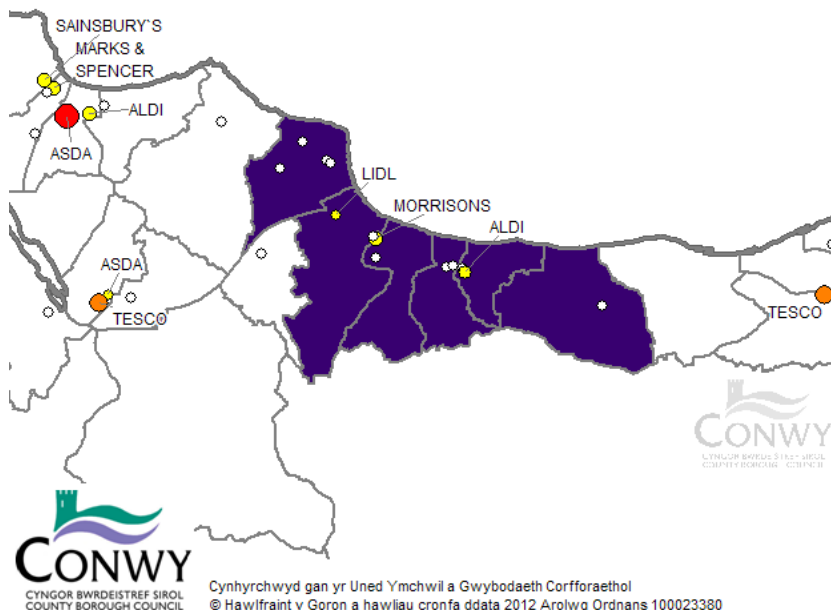 SAINSBURY`S
MARKS &
SPENCER
ALDI
ASDA
LIDL
MORRISONS
ALDI
ASDA
TESCO
TESCO
CONWY
CYNGOR BWRDEISTREF SIROL
COUNTY BOROUGH COUNCIL
CONWY
CYNGOR BWRDEISTREF SIROL
COUNTY BOROUGH COUNCIL
Cynhyrchwyd gan yr Uned Ymchwil a Gwybodaeth Corfforaethol
© Hawlfraint y Goron a hawliau cronfa ddata 2012 Arolwg Ordnans 100023380